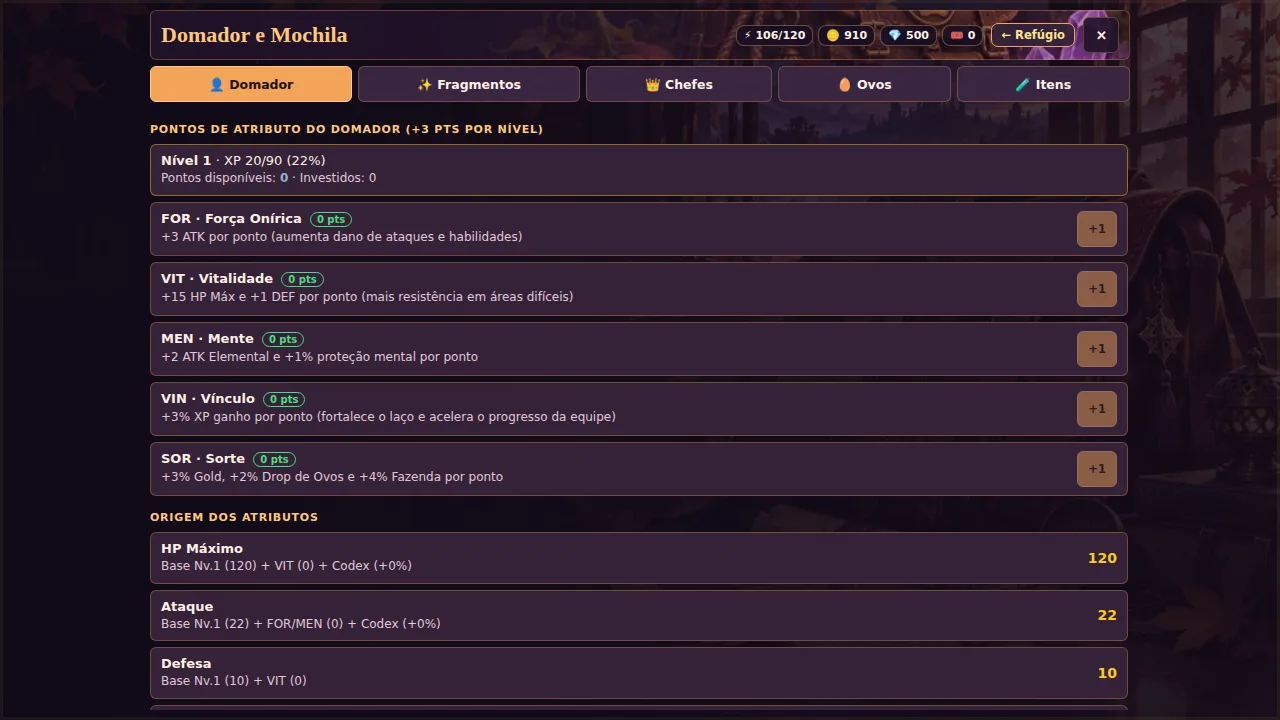 Domador e Mochila
⚡ 106/120
🪙 910
💎 500
🎟️ 0
← Refúgio
✕
👤 Domador
✨ Fragmentos
👑 Chefes
🥚 Ovos
🧪 Itens
PONTOS DE ATRIBUTO DO DOMADOR (+3 PTS POR NÍVEL)
Nível 1 · XP 20/90 (22%)
Pontos disponíveis: 0 · Investidos: 0
FOR · Força Onírica 0 pts
+3 ATK por ponto (aumenta dano de ataques e habilidades)
+1
VIT · Vitalidade 0 pts
+15 HP Máx e +1 DEF por ponto (mais resistência em áreas difíceis)
+1
MEN · Mente 0 pts
+2 ATK Elemental e +1% proteção mental por ponto
+1
VIN · Vínculo 0 pts
+3% XP ganho por ponto (fortalece o laço e acelera o progresso da equipe)
+1
SOR · Sorte 0 pts
+3% Gold, +2% Drop de Ovos e +4% Fazenda por ponto
+1
ORIGEM DOS ATRIBUTOS
HP Máximo
Base Nv.1 (120) + VIT (0) + Codex (+0%)
120
Ataque
Base Nv.1 (22) + FOR/MEN (0) + Codex (+0%)
22
Defesa
Base Nv.1 (10) + VIT (0)
10